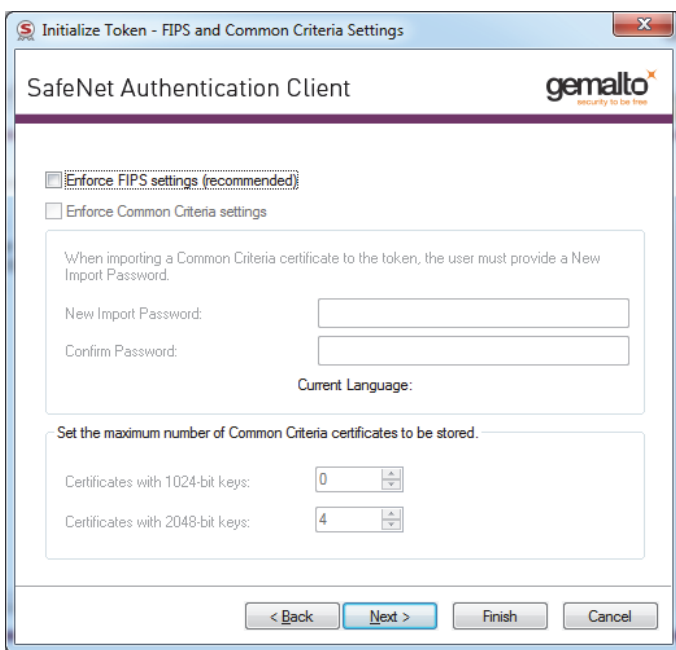 Initialize Token - FIPS and Common Criteria Settings
SafeNet Authentication Client
gemalto
security to be free
Enforce FIPS settings (recommended)
Enforce Common Criteria settings
When importing a Common Criteria certificate to the token, the user must provide a New
Import Password.
New Import Password:
Confirm Password:
Current Language:
Set the maximum number of Common Criteria certificates to be stored.
Certificates with 1024-bit keys: 0
Certificates with 2048-bit keys: 4
< Back Next > Finish Cancel